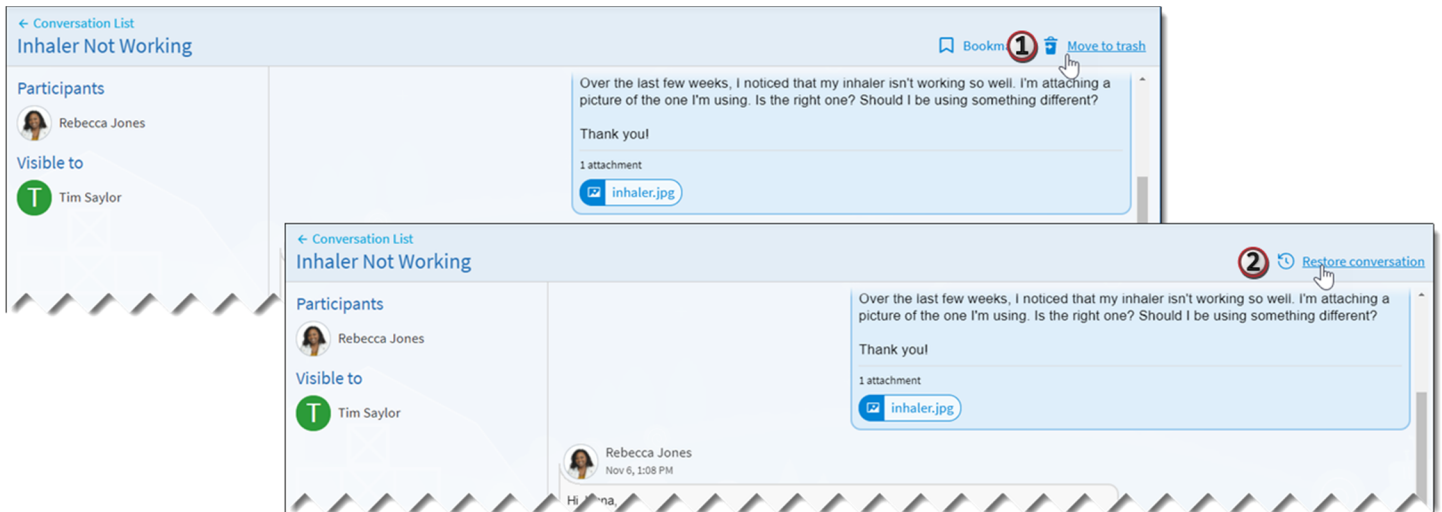 ← Conversation List
Inhaler Not Working
1 Move to trash
Participants
Rebecca Jones
Visible to
T Tim Saylor
Over the last few weeks, I noticed that my inhaler isn't working so well. I'm attaching a
picture of the one I'm using. Is the right one? Should I be using something different?
Thank you!
1 attachment
inhaler.jpg
← Conversation List
Inhaler Not Working
2 Restore conversation
Participants
Rebecca Jones
Visible to
T Tim Saylor
Over the last few weeks, I noticed that my inhaler isn't working so well. I'm attaching a
picture of the one I'm using. Is the right one? Should I be using something different?
Thank you!
1 attachment
inhaler.jpg
Rebecca Jones
Nov 6, 1:08 PM
Hi